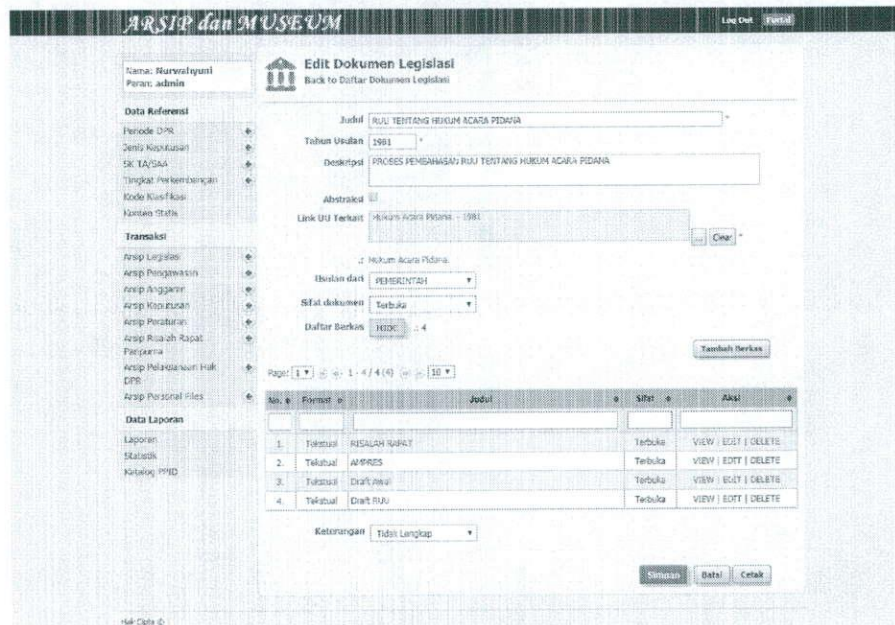 ARSIP dan MUSEUM
Log Out Portal
Nama: Nurwahyuni
Peran: admin
Data Referensi
Periode DPR
Jenis Keputusan
SK TA/SAA
Tingkat Perkembangan
Kode Klasifikasi
Konten Statis
Transaksi
Arsip Legislasi
Arsip Pengawasan
Arsip Anggaran
Arsip Keputusan
Arsip Peraturan
Arsip Risalah Rapat
Paripurna
Arsip Pelaksanaan Hak
DPR
Arsip Personal Files
Data Laporan
Laporan
Statistik
Katalog PPID
Edit Dokumen Legislasi
Back to Daftar Dokumen Legislasi
Judul RUU TENTANG HUKUM ACARA PIDANA *
Tahun Usulan 1981 *
Deskripsi PROSES PEMBAHASAN RUU TENTANG HUKUM ACARA PIDANA
Abstraksi
Link UU Terkait Hukum Acara Pidana. - 1981
... Clear *
.: Hukum Acara Pidana.
Usulan dari PEMERINTAH
Sifat dokumen Terbuka
Daftar Berkas HIDE .: 4
Tambah Berkas
Page: 1 1 - 4 / 4 (4) 10
No. Format Judul Sifat Aksi
1. Tekstual RISALAH RAPAT Terbuka VIEW | EDIT | DELETE
2. Tekstual AMPRES Terbuka VIEW | EDIT | DELETE
3. Tekstual Draft Awal Terbuka VIEW | EDIT | DELETE
4. Tekstual Draft RUU Terbuka VIEW | EDIT | DELETE
Keterangan Tidak Lengkap
Simpan Batal Cetak
Hak Cipta ©